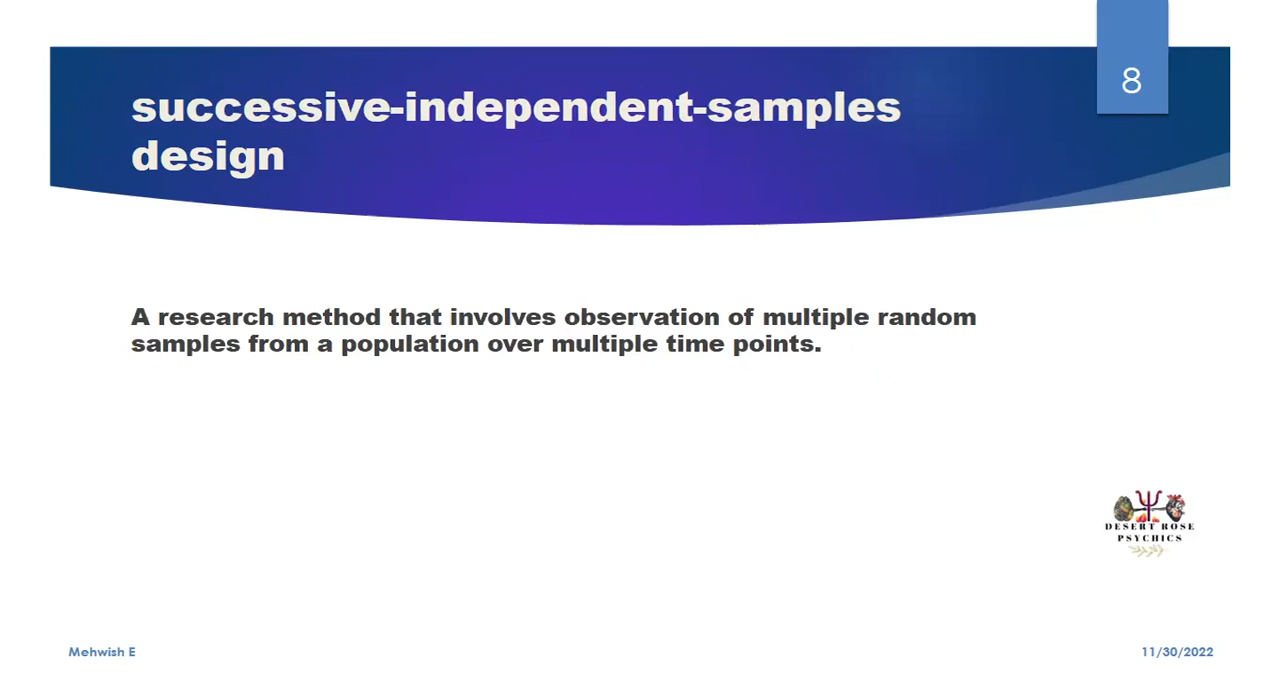 8
successive-independent-samples
design
A research method that involves observation of multiple random
samples from a population over multiple time points.
DESERT ROSE
PSYCHICS
Mehwish E
11/30/2022